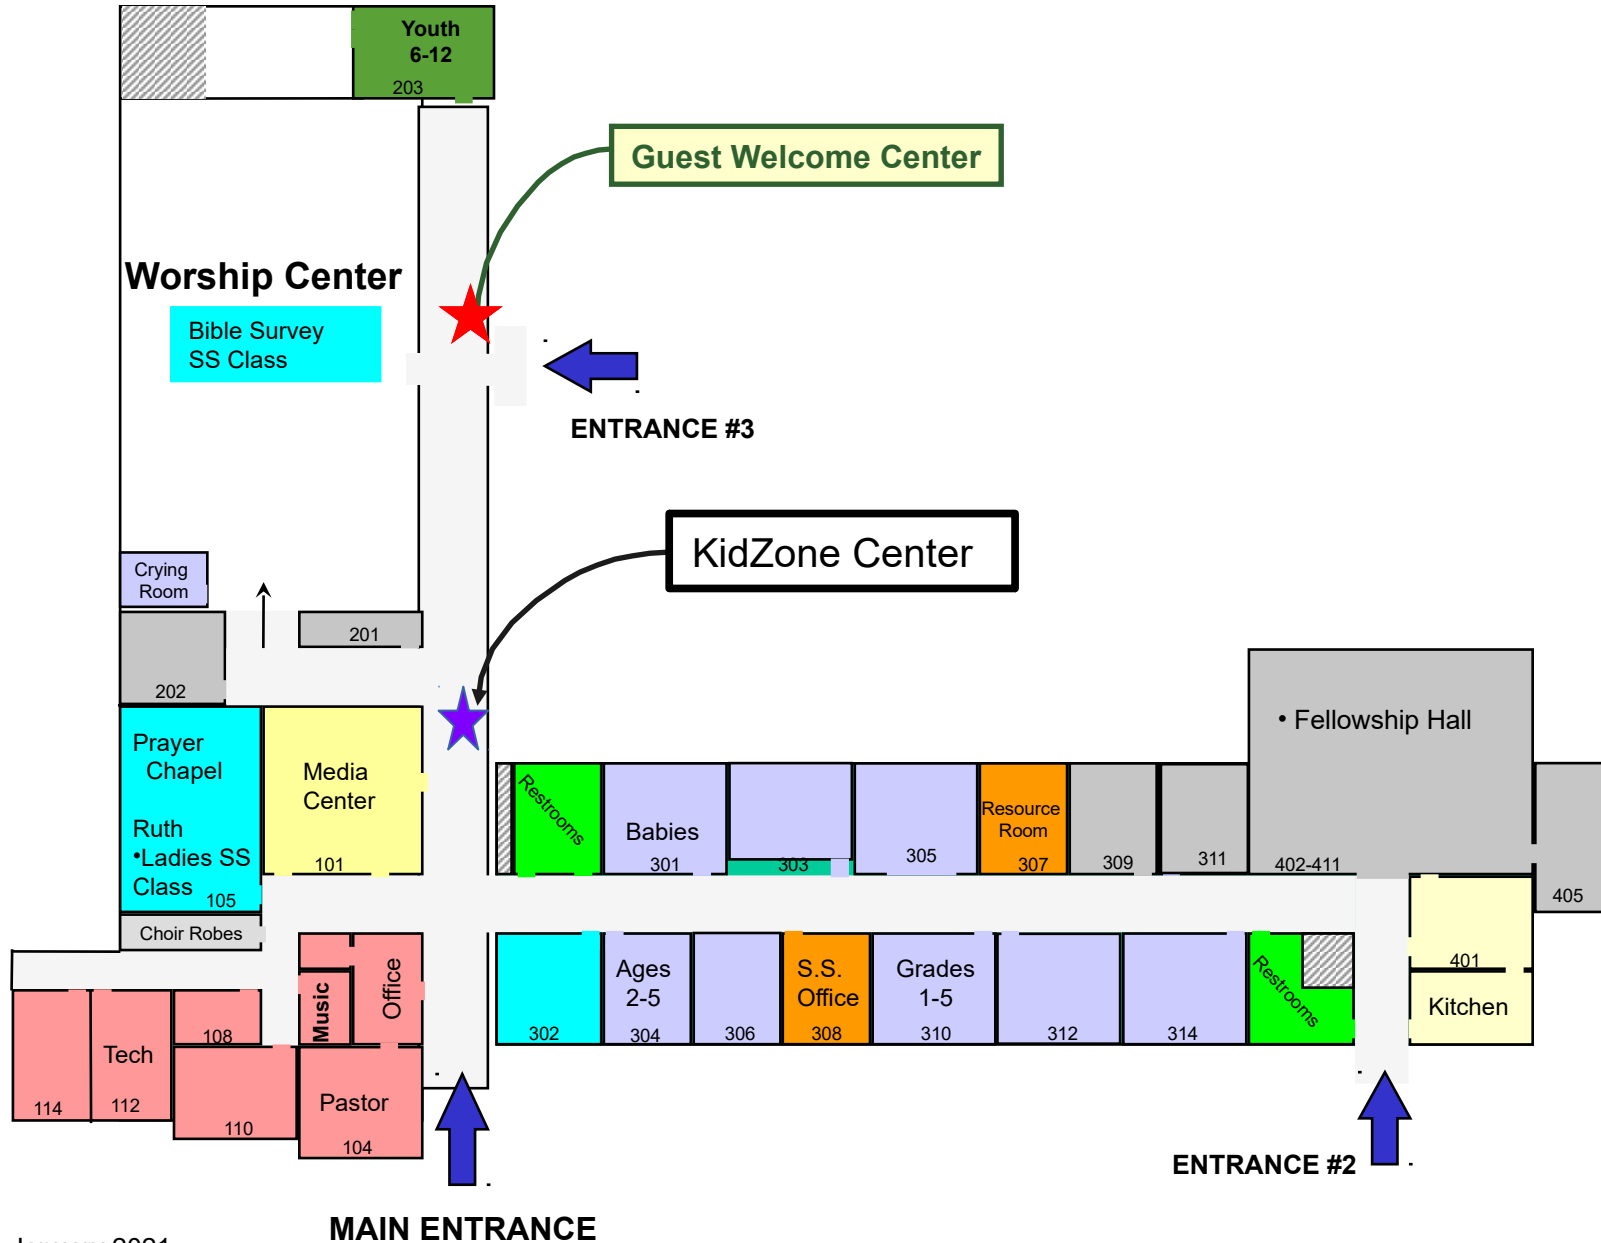 Youth
6-12
203
Guest Welcome Center
Worship Center
Bible Survey
SS Class
ENTRANCE #3
KidZone Center
Crying
Room
201
202
Prayer
Chapel
Ruth
•Ladies SS
Class
105
Media
Center
101
Restrooms
Babies
301
303
305
Resource
Room
307
309
311
• Fellowship Hall
402-411
405
Choir Robes
Music
Office
302
Ages
2-5
304
306
S.S.
Office
308
Grades
1-5
310
312
314
Restrooms
401
Kitchen
114
Tech
112
108
110
Pastor
104
ENTRANCE #2
MAIN ENTRANCE
2021